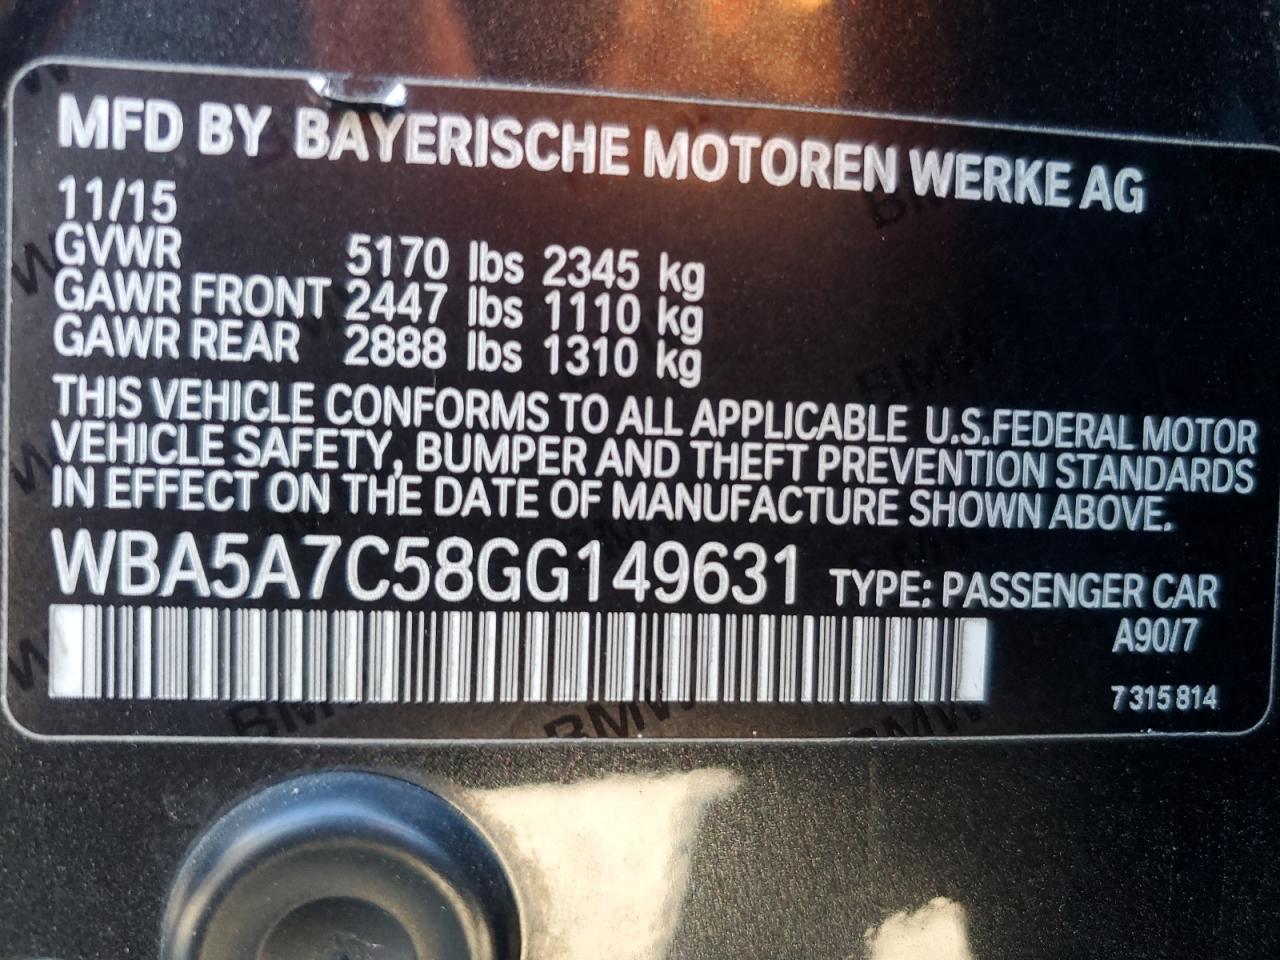 MFD BY BAYERISCHE MOTOREN WERKE AG
11/15
GVWR 5170 lbs 2345 kg
GAWR FRONT 2447 lbs 1110 kg
GAWR REAR 2888 lbs 1310 kg
THIS VEHICLE CONFORMS TO ALL APPLICABLE U.S.FEDERAL MOTOR
VEHICLE SAFETY, BUMPER AND THEFT PREVENTION STANDARDS
IN EFFECT ON THE DATE OF MANUFACTURE SHOWN ABOVE.
WBA5A7C58GG149631 TYPE: PASSENGER CAR
A90/7
7 315 814